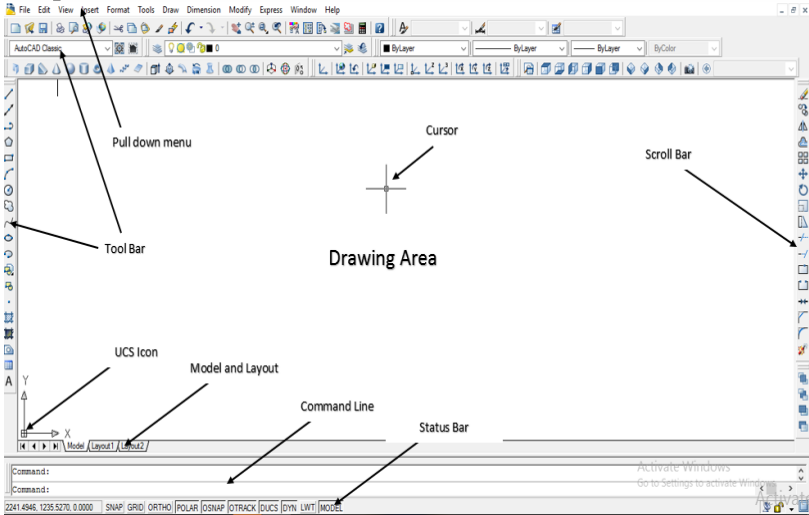 File Edit View Insert Format Tools Draw Dimension Modify Express Window Help
AutoCAD Classic 0 ByLayer ByLayer ByLayer ByColor
Cursor
Pull down menu
Scroll Bar
Tool Bar
Drawing Area
UCS Icon
Model and Layout
A Y
Command Line
Status Bar
X
Model Layout1 Layout2
Command:
Activate Windows
Go to Settings to activate Windows
Command:
Activate
2241.4946, 1235.5270, 0.0000 SNAP GRID ORTHO POLAR OSNAP OTRACK DUCS DYN LWT MODEL